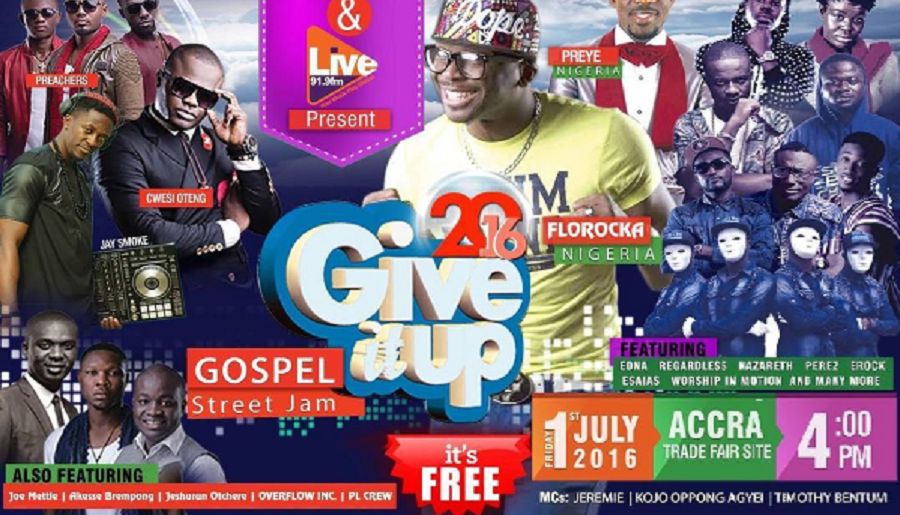 &
Live
91.9fm
Present
Dope
PREYE
NIGERIA
PREACHERS
CWESI OTENG
JAY SMOKE
2016
Give
it up
FLOROCKA
NIGERIA
GOSPEL
Street Jam
FEATURING
EDNA REGARDLESS NAZARETH PEREZ EROCK
ESAIAS WORSHIP IN MOTION AND MANY MORE
FRIDAY 1ST JULY 2016
ACCRA
TRADE FAIR SITE
4:00 PM
it's
FREE
ALSO FEATURING
Joe Mettle | Akesse Brempong | Jeshurun Okhere | OVERFLOW INC. | PL CREW
MCs: JEREMIE | KOJO OPPONG AGYEI | TIMOTHY BENTUM